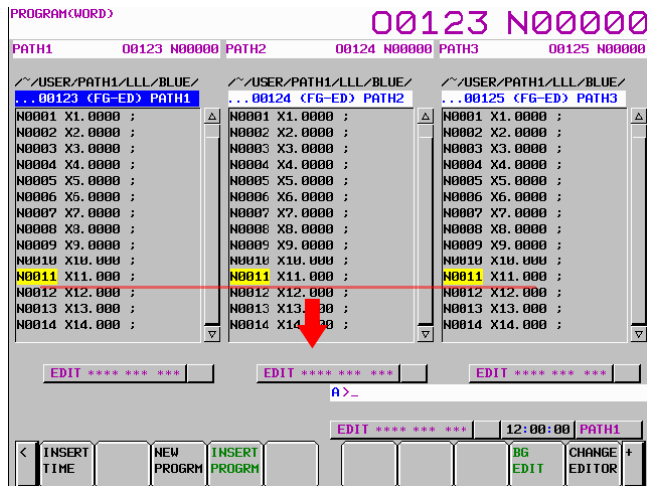 PROGRAM(WORD)
O0123 N00000
PATH1 O0123 N00000 PATH2 O0124 N00000 PATH3 O0125 N00000
/~/USER/PATH1/LLL/BLUE/ /~/USER/PATH1/LLL/BLUE/ /~/USER/PATH1/LLL/BLUE/
...O0123 (FG-ED) PATH1 ...O0124 (FG-ED) PATH2 ...O0125 (FG-ED) PATH3
N0001 X1.0000 ; N0001 X1.0000 ; N0001 X1.0000 ;
N0002 X2.0000 ; N0002 X2.0000 ; N0002 X2.0000 ;
N0003 X3.0000 ; N0003 X3.0000 ; N0003 X3.0000 ;
N0004 X4.0000 ; N0004 X4.0000 ; N0004 X4.0000 ;
N0005 X5.0000 ; N0005 X5.0000 ; N0005 X5.0000 ;
N0006 X6.0000 ; N0006 X6.0000 ; N0006 X6.0000 ;
N0007 X7.0000 ; N0007 X7.0000 ; N0007 X7.0000 ;
N0008 X8.0000 ; N0008 X8.0000 ; N0008 X8.0000 ;
N0009 X9.0000 ; N0009 X9.0000 ; N0009 X9.0000 ;
N0010 X10.000 ; N0010 X10.000 ; N0010 X10.000 ;
N0011 X11.000 ; N0011 X11.000 ; N0011 X11.000 ;
N0012 X12.000 ; N0012 X12.000 ; N0012 X12.000 ;
N0013 X13.000 ; N0013 X13.000 ; N0013 X13.000 ;
N0014 X14.000 ; N0014 X14.000 ; N0014 X14.000 ;
EDIT **** *** *** EDIT **** *** *** EDIT **** *** ***
A>_
EDIT **** *** *** 12:00:00 PATH1
< INSERT NEW INSERT BG CHANGE +
TIME PROGRM PROGRM EDIT EDITOR